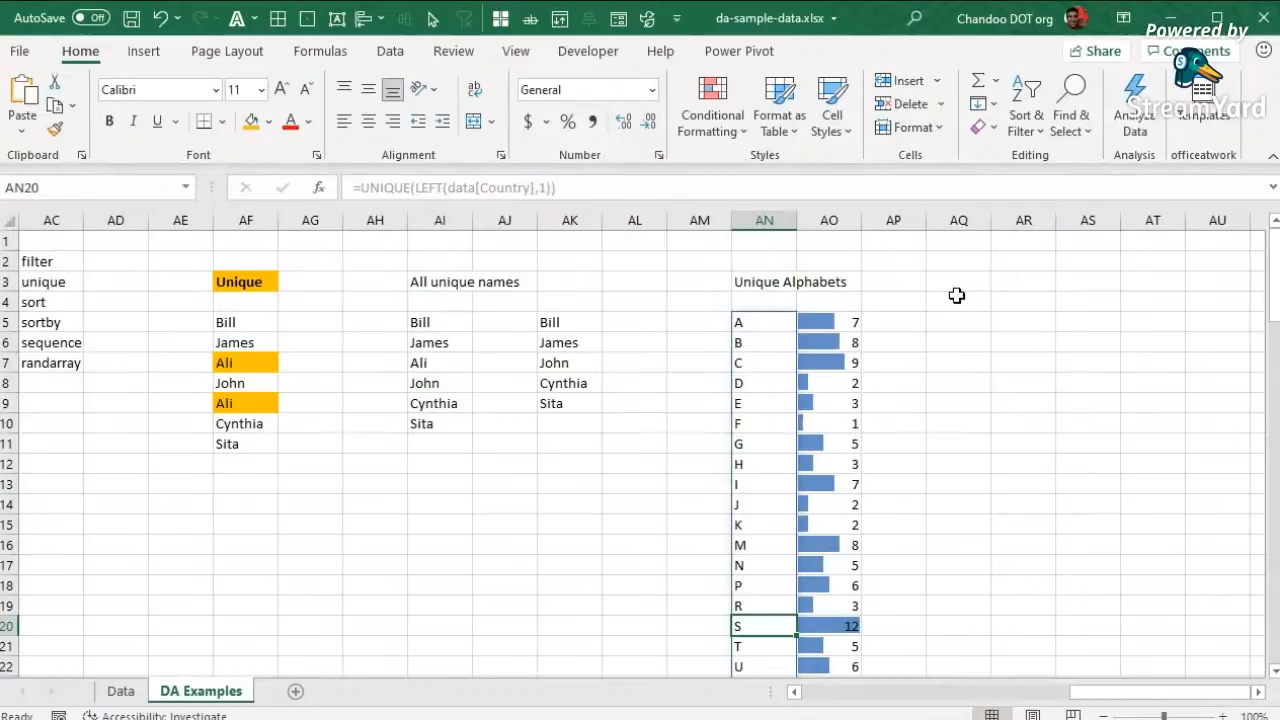 AutoSave Off da-sample-data.xlsx Chandoo DOT org
Powered by
File Home Insert Draw Page Layout Formulas Data Review View Developer Help Power Pivot Share Comments
StreamYard
Paste
Calibri 11
General
Conditional Formatting
Format as Table
Cell Styles
Insert
Delete
Format
Sort & Filter
Find & Select
Analyze Data
Templates
Clipboard Font Alignment Number Styles Cells Editing Analysis officeatwork
AN20 fx =UNIQUE(LEFT(data[Country],1))
AC AD AE AF AG AH AI AJ AK AL AM AN AO AP AQ AR AS AT AU
1
2 filter
3 unique Unique All unique names Unique Alphabets
4 sort
5 sortby Bill Bill Bill A 7
6 sequence James James James B 8
7 randarray Ali Ali John C 9
8 John John Cynthia D 2
9 Ali Cynthia Sita E 3
10 Cynthia Sita F 1
11 Sita G 5
12 H 3
13 I 7
14 J 2
15 K 2
16 M 8
17 N 5
18 P 6
19 R 3
20 S 12
21 T 5
22 U 6
Data DA Examples
Ready Accessibility: Investigate 100%